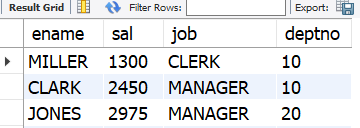 Result Grid Filter Rows: Export:
ename sal job deptno
MILLER 1300 CLERK 10
CLARK 2450 MANAGER 10
JONES 2975 MANAGER 20